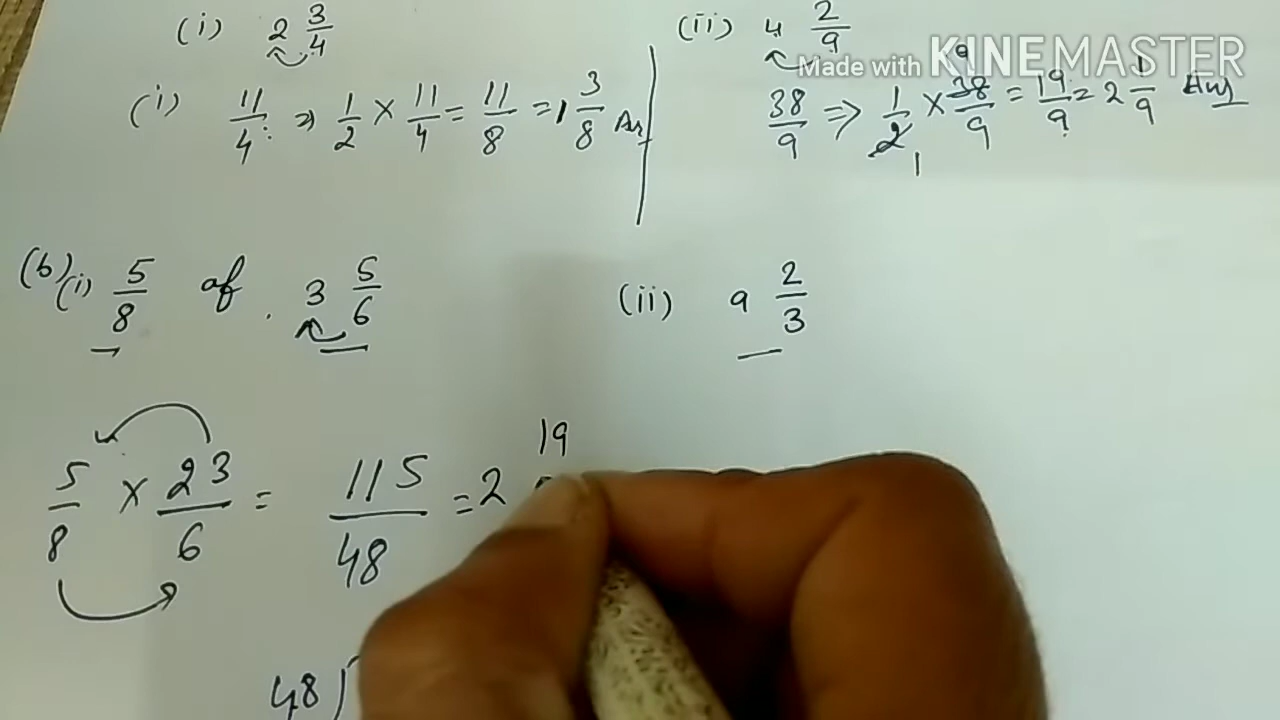 (i) 2 3/4
(ii) 4 2/9
Made with KINEMASTER
(i) 11/4 ⇒ 1/2 × 11/4 = 11/8 = 1 3/8 Ans
38/9 ⇒ 1/2 × 38/9 = 19/9 = 2 1/9 Ans
(b) (i) 5/8 of 3 5/6
(ii) 9 2/3
5/8 × 23/6 = 115/48 = 2 19
48)